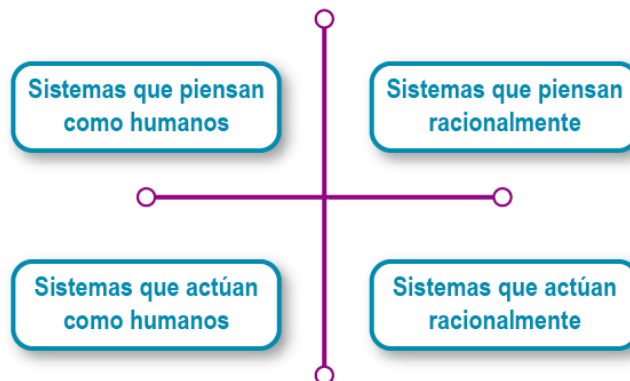 Sistemas que piensan
como humanos
Sistemas que piensan
racionalmente
Sistemas que actúan
como humanos
Sistemas que actúan
racionalmente